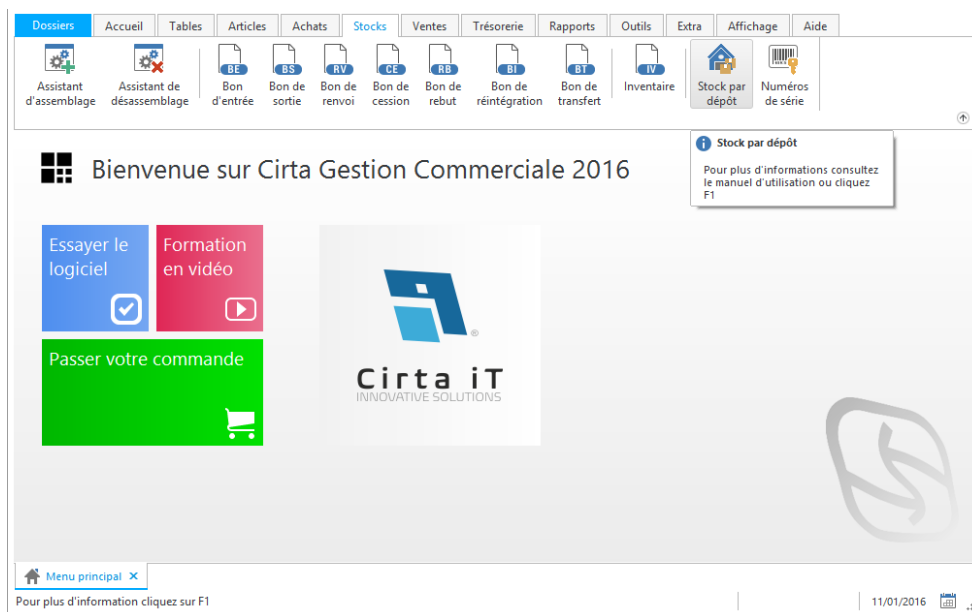 Dossiers Accueil Tables Articles Achats Stocks Ventes Trésorerie Rapports Outils Extra Affichage Aide
BE BS RV CE RB BI BT IV
Assistant Assistant de Bon Bon de Bon de Bon de Bon de Bon de Bon de Inventaire Stock par Numéros
d'assemblage désassemblage d'entrée sortie renvoi cession rebut réintégration transfert dépôt de série
Stock par dépôt
Pour plus d'informations consultez
le manuel d'utilisation ou cliquez
F1
Bienvenue sur Cirta Gestion Commerciale 2016
Essayer le
logiciel
Formation
en vidéo
Passer votre commande
®
Cirta iT
INNOVATIVE SOLUTIONS
Menu principal
Pour plus d'information cliquez sur F1
11/01/2016